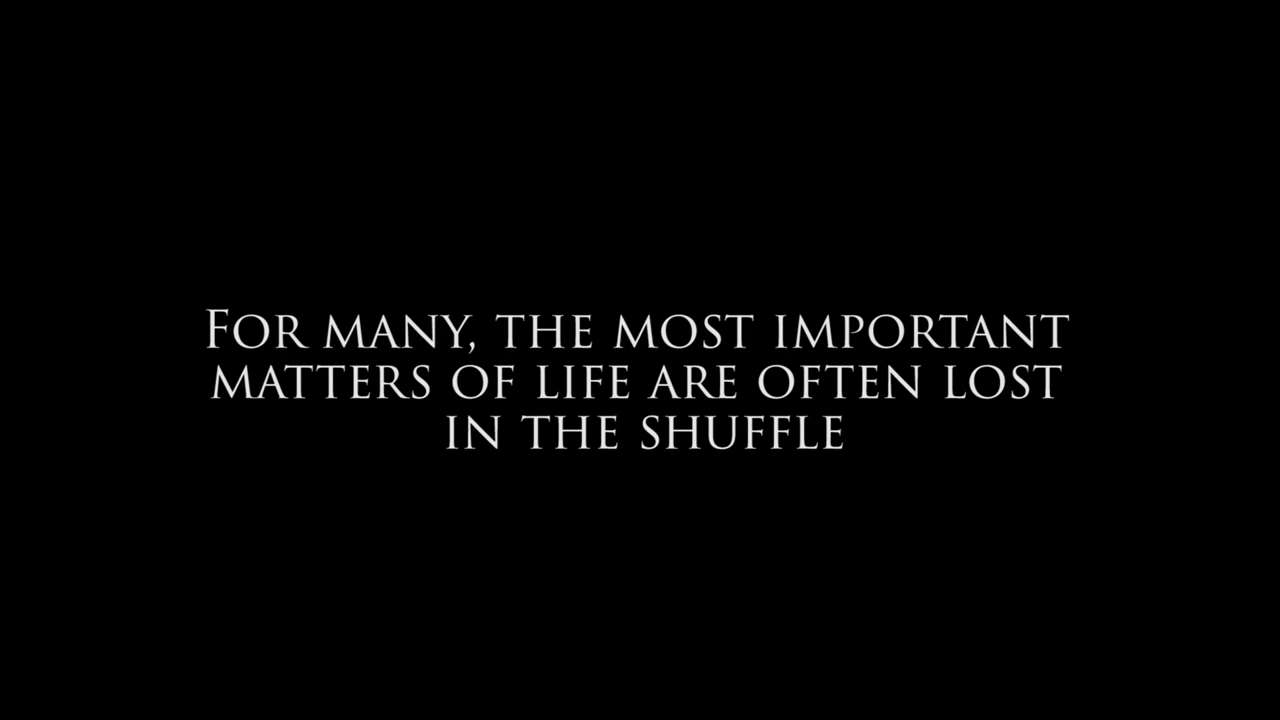 For many, the most important
matters of life are often lost
in the shuffle